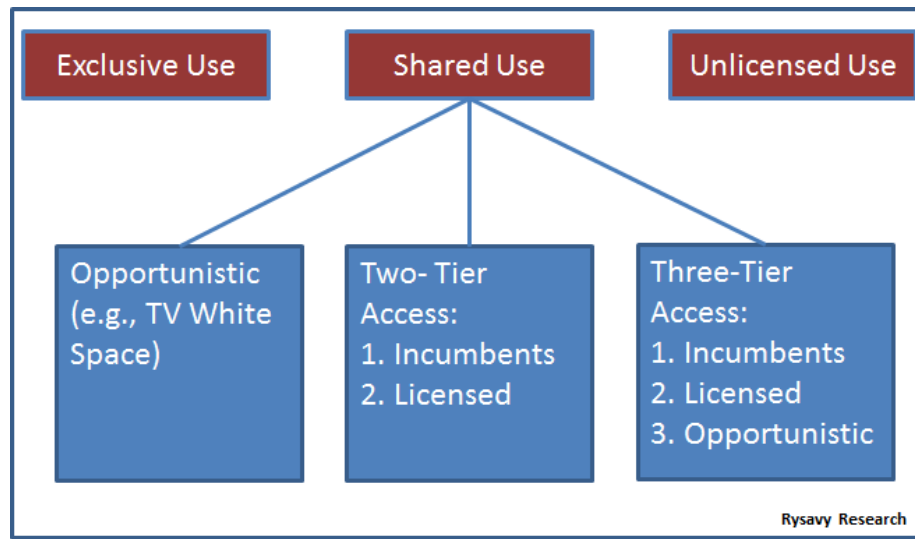 Exclusive Use
Shared Use
Unlicensed Use
Opportunistic
(e.g., TV White
Space)
Two- Tier
Access:
1. Incumbents
2. Licensed
Three-Tier
Access:
1. Incumbents
2. Licensed
3. Opportunistic
Rysavy Research